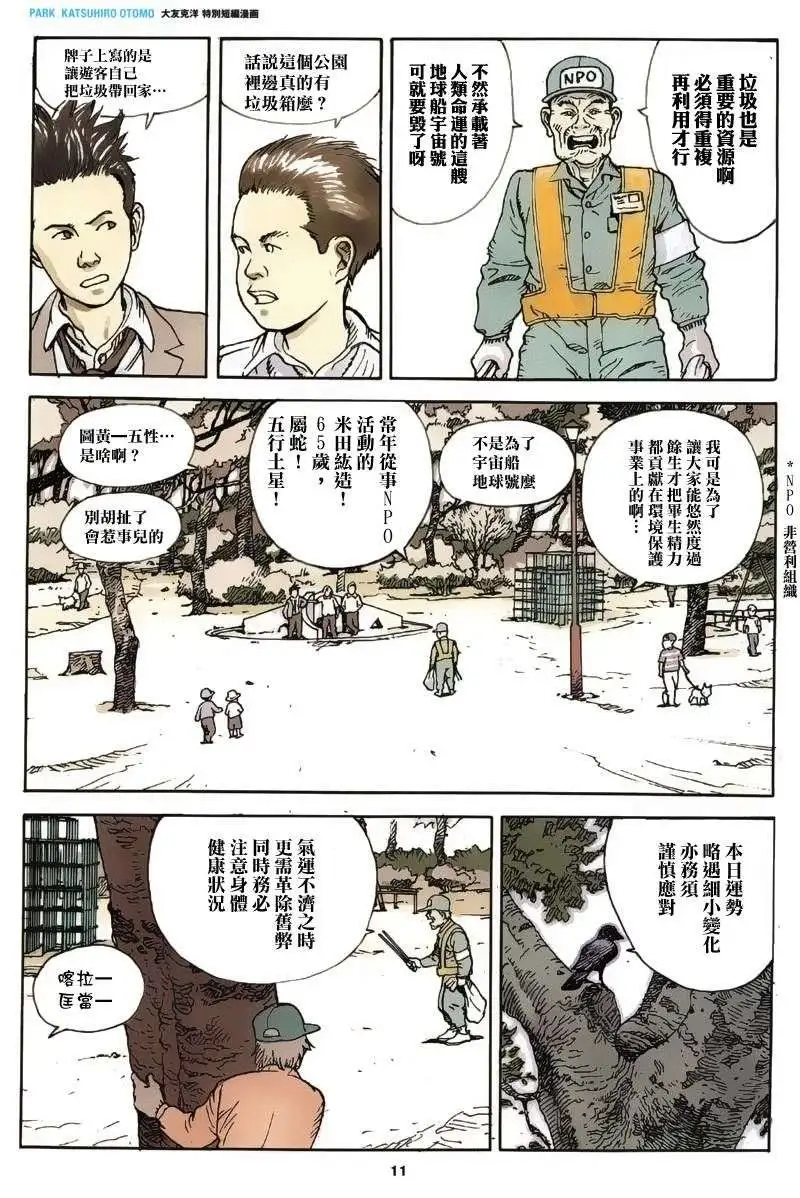 PARK KATSUHIRO OTOMO 大友克洋 特別短編漫画
垃圾也是
重要的資源啊
必須得重複
再利用才行
不然承載著
人類命運的這艘
地球船宇宙號
可就要毀了呀
NPO
話說這個公園
裡邊真的有
垃圾箱麼？
牌子上寫的是
讓遊客自己
把垃圾帶回家…
我可是為了
讓大家能悠然度過
餘生才把畢生精力
都貢獻在環境保護
事業上的啊…
不是為了
宇宙船
地球號麼
常年從事NPO
活動的
米田紘造！
65歲，
屬蛇！
五行土星！
圖黃一五性…
是啥啊？
別胡扯了
會惹事兒的
*NPO 非營利組織
本日運勢
略遇細小變化
亦務須
謹慎應對
氣運不濟之時
更需革除舊弊
同時務必
注意身體
健康狀況
喀拉一
匡當一
11